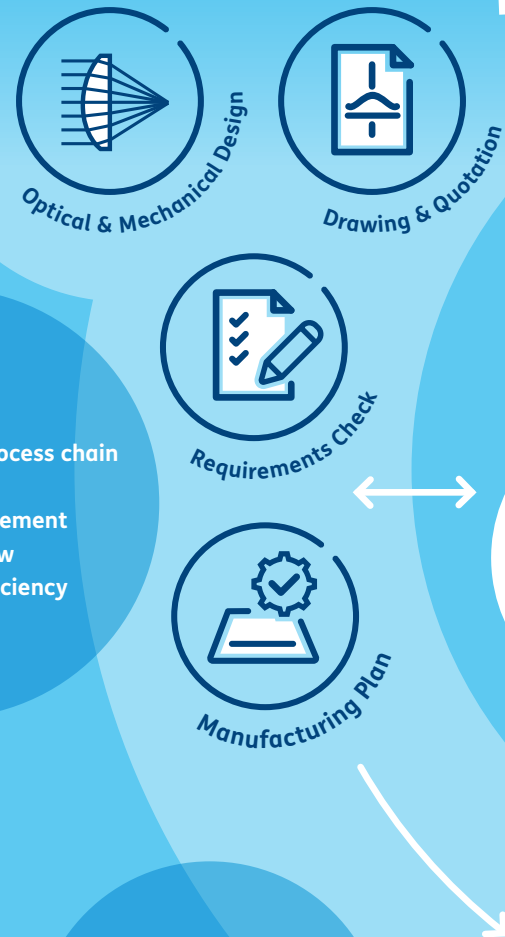 Optical & Mechanical Design
Drawing & Quotation
Requirements Check
ocess chain
ement
w
ciency
Manufacturing Plan